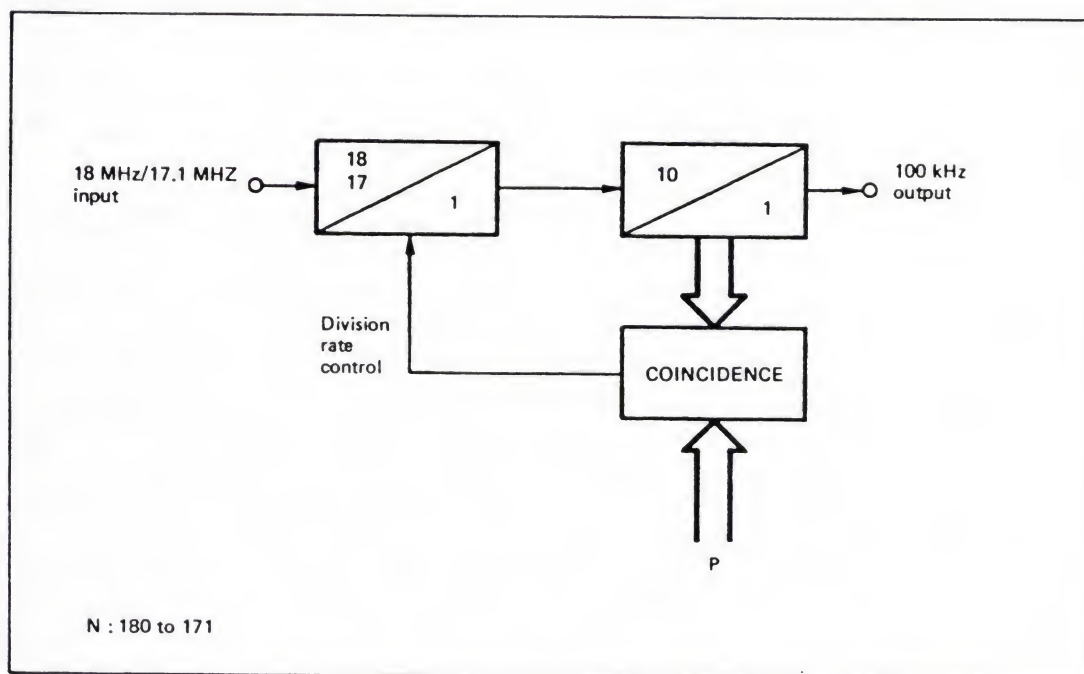 18 MHz/17.1 MHZ
input
18
17
1
10
1
100 kHz
output
Division
rate
control
COINCIDENCE
P
N : 180 to 171